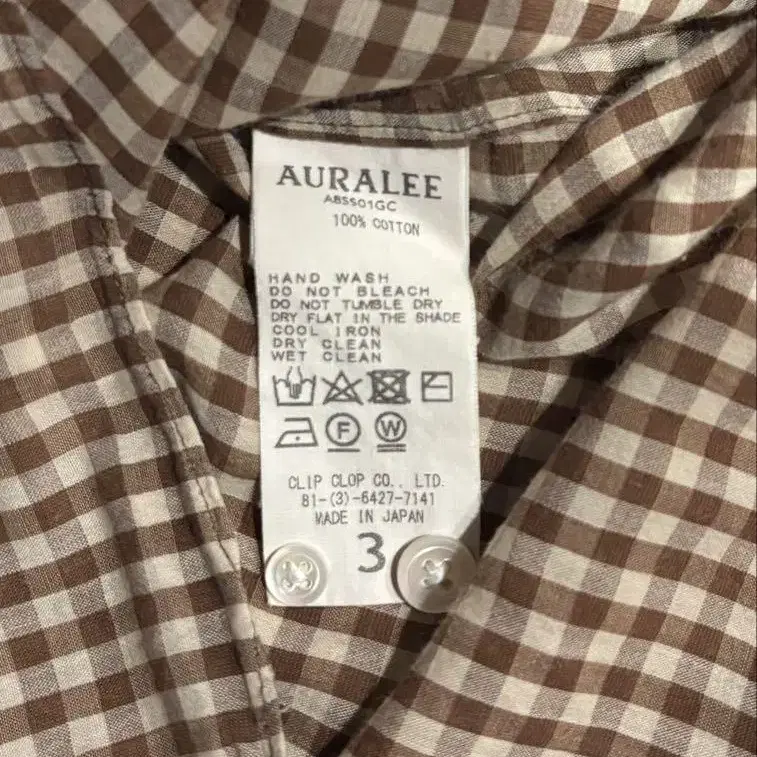 AURALEE
A8SS01GC
100% COTTON
HAND WASH
DO NOT BLEACH
DO NOT TUMBLE DRY
DRY FLAT IN THE SHADE
COOL IRON
DRY CLEAN
WET CLEAN
F W
CLIP CLOP CO., LTD.
81-(3)-6427-7141
MADE IN JAPAN
3